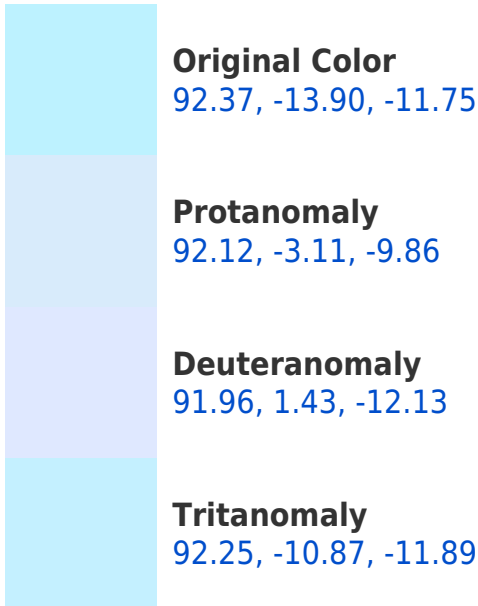 Original Color
92.37, -13.90, -11.75
Protanomaly
92.12, -3.11, -9.86
Deuteranomaly
91.96, 1.43, -12.13
Tritanomaly
92.25, -10.87, -11.89